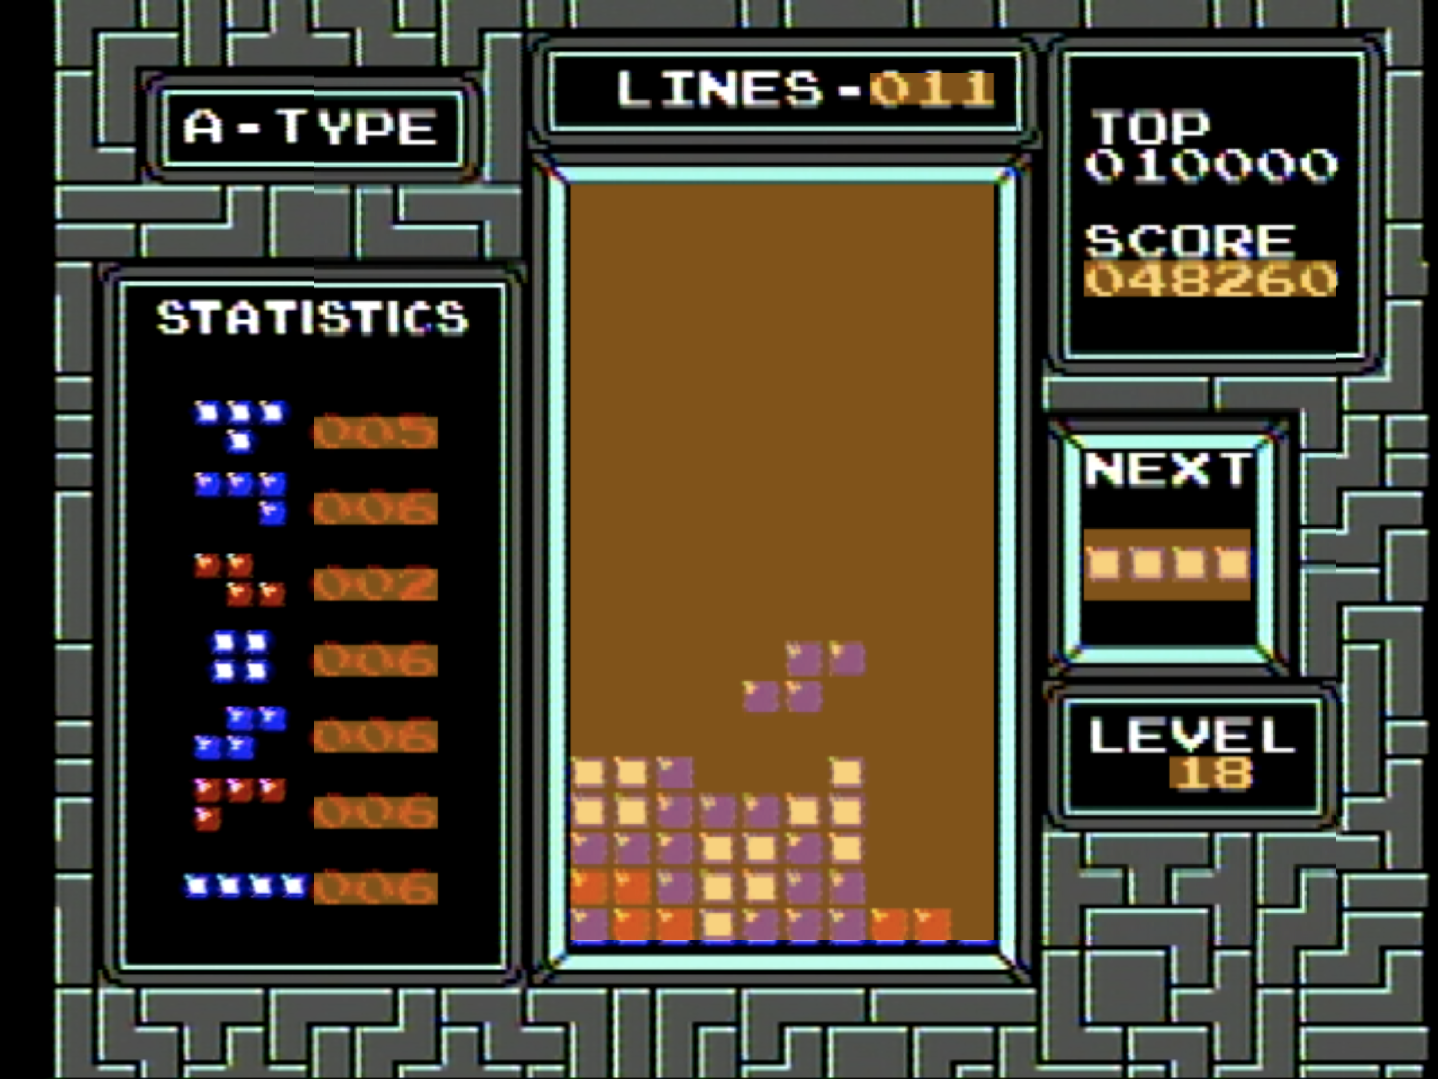 LINES-011
A-TYPE
TOP
010000
SCORE
048260
STATISTICS
005
006
002
006
006
006
006
NEXT
LEVEL
18